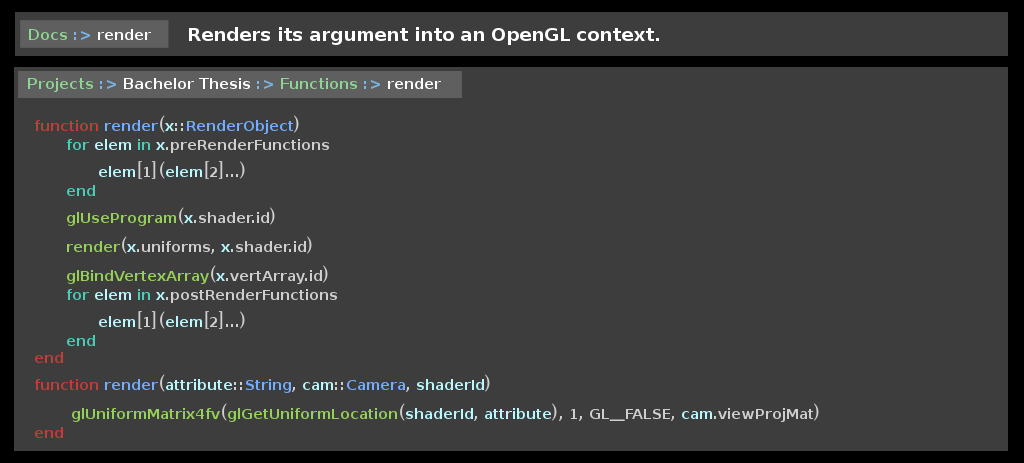 Docs :> render Renders its argument into an OpenGL context.
Projects :> Bachelor Thesis :> Functions :> render
function render(x::RenderObject)
for elem in x.preRenderFunctions
elem[1](elem[2]...)
end
glUseProgram(x.shader.id)
render(x.uniforms, x.shader.id)
glBindVertexArray(x.vertArray.id)
for elem in x.postRenderFunctions
elem[1](elem[2]...)
end
end
function render(attribute::String, cam::Camera, shaderId)
glUniformMatrix4fv(glGetUniformLocation(shaderId, attribute), 1, GL_FALSE, cam.viewProjMat)
end